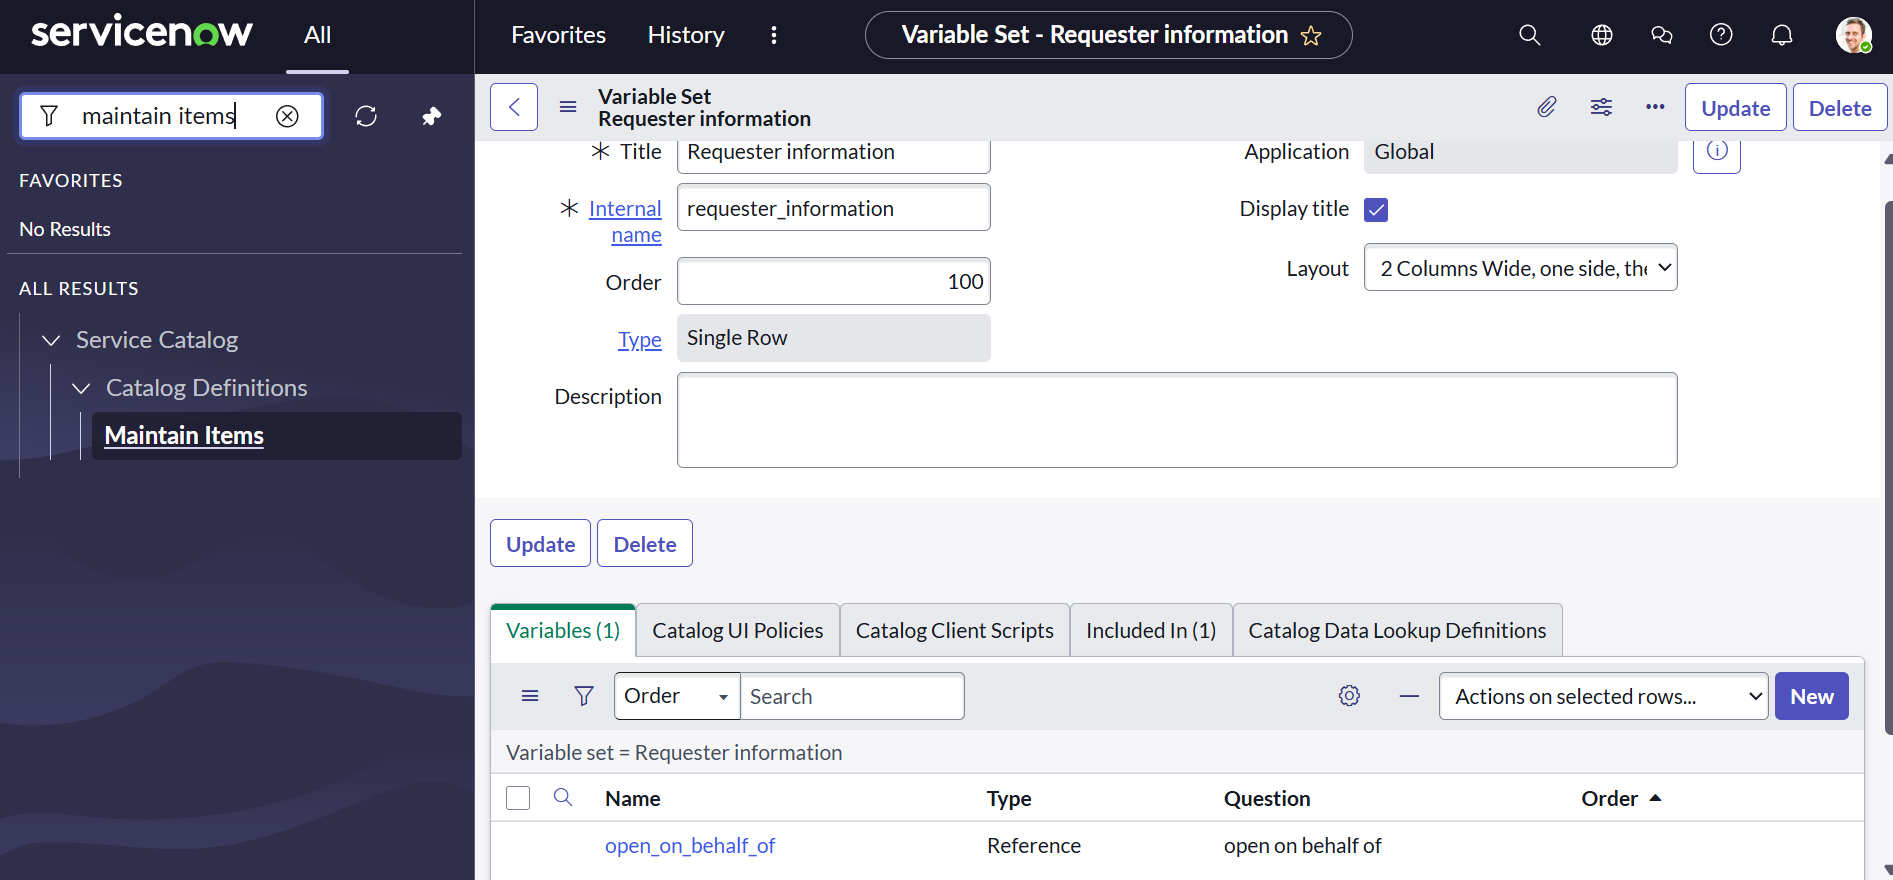 servicenow
All
Favorites
History
Variable Set - Requester information
maintain items
FAVORITES
No Results
ALL RESULTS
Service Catalog
Catalog Definitions
Maintain Items
Variable Set
Requester information
Update
Delete
Title
Requester information
Application
Global
Internal name
requester_information
Display title
Order
100
Layout
2 Columns Wide, one side, the
Type
Single Row
Description
Update
Delete
Variables (1)
Catalog UI Policies
Catalog Client Scripts
Included In (1)
Catalog Data Lookup Definitions
Order
Search
Actions on selected rows...
New
Variable set = Requester information
Name
Type
Question
Order
open_on_behalf_of
Reference
open on behalf of